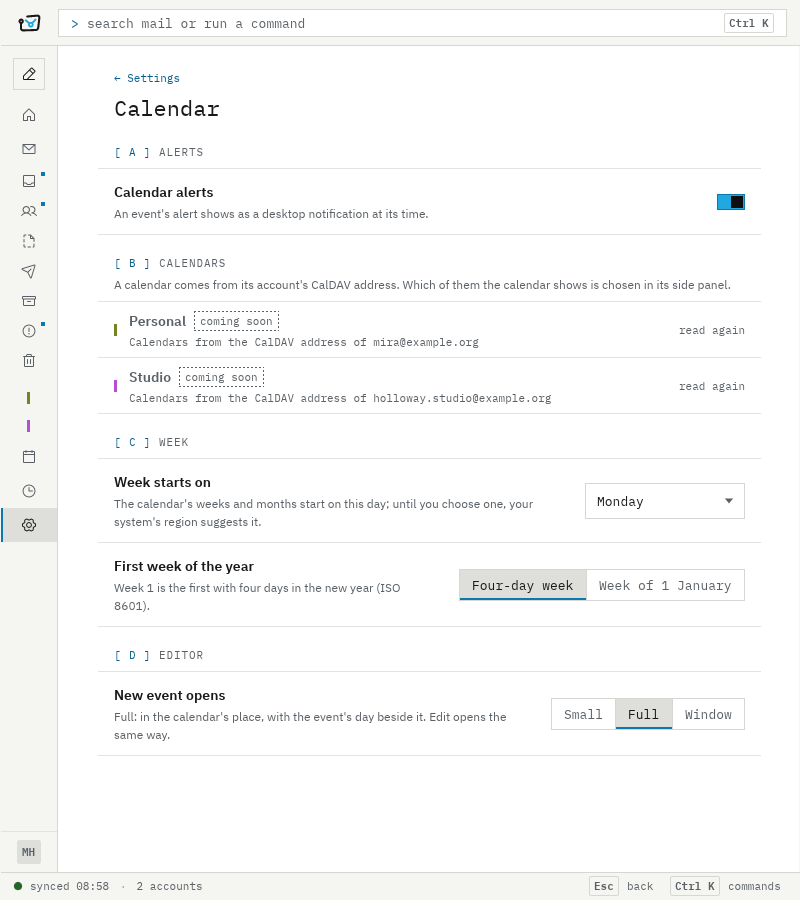 > search mail or run a command
Ctrl K
← Settings
Calendar
[ A ] ALERTS
Calendar alerts
An event's alert shows as a desktop notification at its time.
[ B ] CALENDARS
A calendar comes from its account's CalDAV address. Which of them the calendar shows is chosen in its side panel.
Personal coming soon
Calendars from the CalDAV address of mira@example.org
read again
Studio coming soon
Calendars from the CalDAV address of holloway.studio@example.org
read again
[ C ] WEEK
Week starts on
The calendar's weeks and months start on this day; until you choose one, your
system's region suggests it.
Monday
First week of the year
Week 1 is the first with four days in the new year (ISO
8601).
Four-day week Week of 1 January
[ D ] EDITOR
New event opens
Full: in the calendar's place, with the event's day beside it. Edit opens the
same way.
Small Full Window
MH
synced 08:58 · 2 accounts
Esc back Ctrl K commands